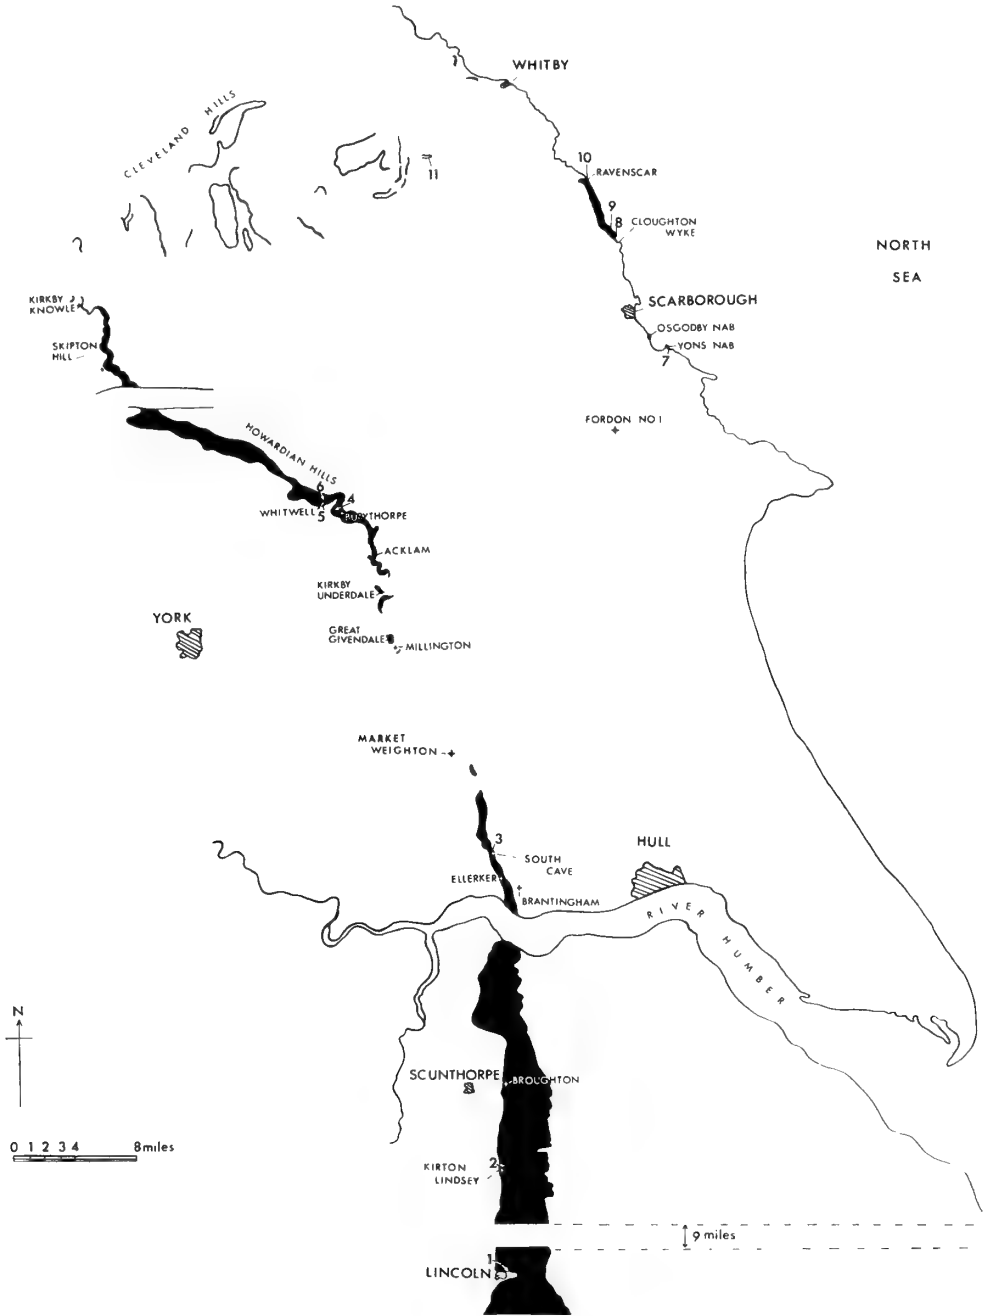 WHITBY
CLEVELAND HILLS
11
10
RAVENSCAR
9
8
CLOUGHTON
WYKE
NORTH
SEA
KIRKBY
KNOWLE
SCARBOROUGH
OSGODBY NAB
SKIPTON
HILL
YONS NAB
7
FORDON NO I
HOWARDIAN HILLS
6
4
WHITWELL
5
BURYTHORPE
ACKLAM
KIRKBY
UNDERDALE
YORK
GREAT
GIVENDALE
MILLINGTON
MARKET
WEIGHTON
3
SOUTH
CAVE
HULL
ELLERKER
BRANTINGHAM
RIVER HUMBER
N
SCUNTHORPE
BROUGHTON
0 1 2 3 4 8 miles
2
KIRTON
LINDSEY
9 miles
1
LINCOLN